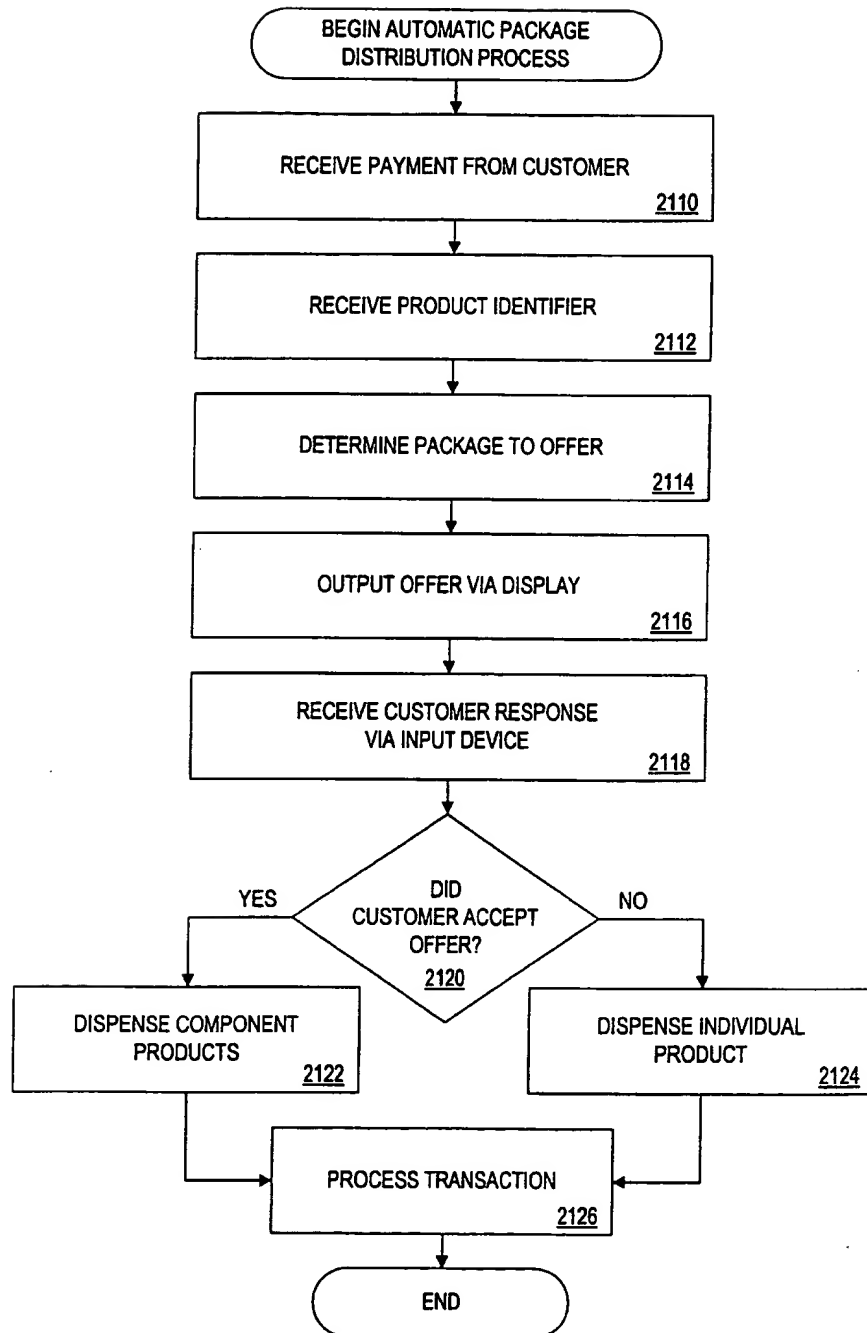 BEGIN AUTOMATIC PACKAGE
DISTRIBUTION PROCESS
RECEIVE PAYMENT FROM CUSTOMER
2110
RECEIVE PRODUCT IDENTIFIER
2112
DETERMINE PACKAGE TO OFFER
2114
OUTPUT OFFER VIA DISPLAY
2116
RECEIVE CUSTOMER RESPONSE
VIA INPUT DEVICE
2118
YES
DID
CUSTOMER ACCEPT
OFFER?
2120
NO
DISPENSE COMPONENT
PRODUCTS
2122
DISPENSE INDIVIDUAL
PRODUCT
2124
PROCESS TRANSACTION
2126
END